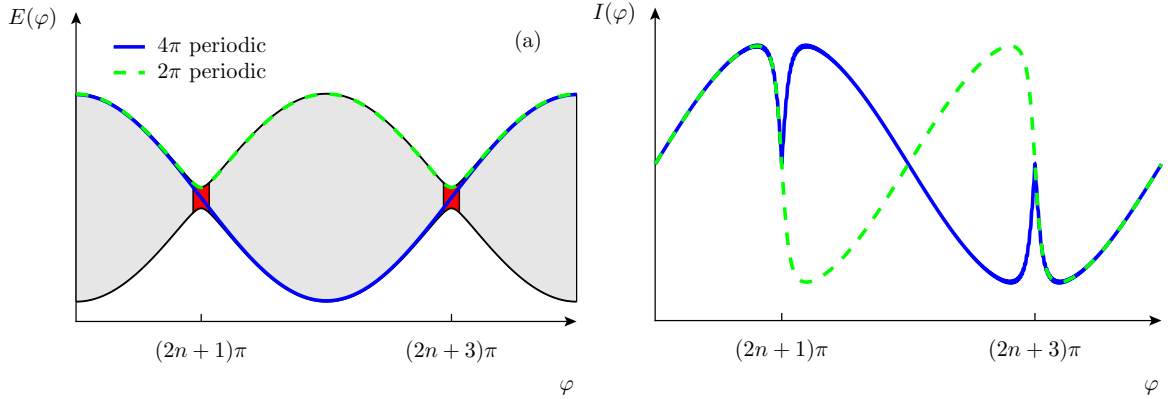 E(φ)
4π periodic
2π periodic
(a)
(2n + 1)π
(2n + 3)π
φ
I(φ)
(2n + 1)π
(2n + 3)π
φ